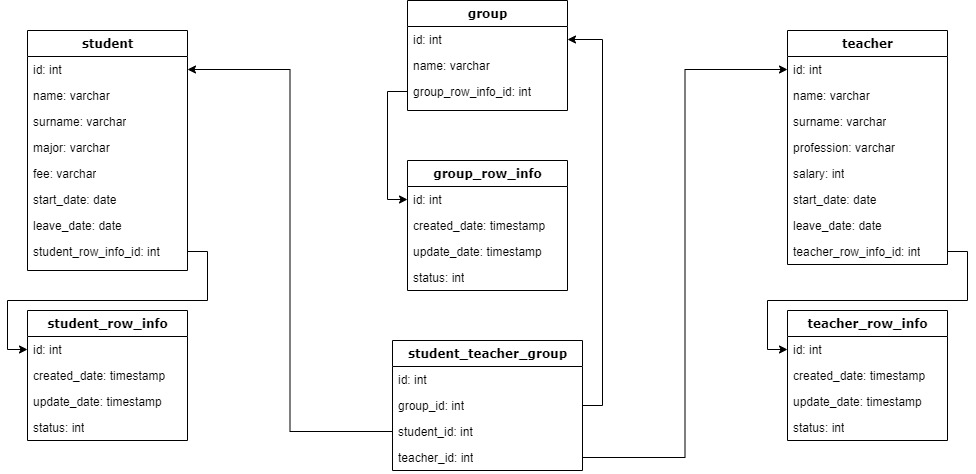 student
id: int
name: varchar
surname: varchar
major: varchar
fee: varchar
start_date: date
leave_date: date
student_row_info_id: int
student_row_info
id: int
created_date: timestamp
update_date: timestamp
status: int
group
id: int
name: varchar
group_row_info_id: int
group_row_info
id: int
created_date: timestamp
update_date: timestamp
status: int
student_teacher_group
id: int
group_id: int
student_id: int
teacher_id: int
teacher
id: int
name: varchar
surname: varchar
profession: varchar
salary: int
start_date: date
leave_date: date
teacher_row_info_id: int
teacher_row_info
id: int
created_date: timestamp
update_date: timestamp
status: int